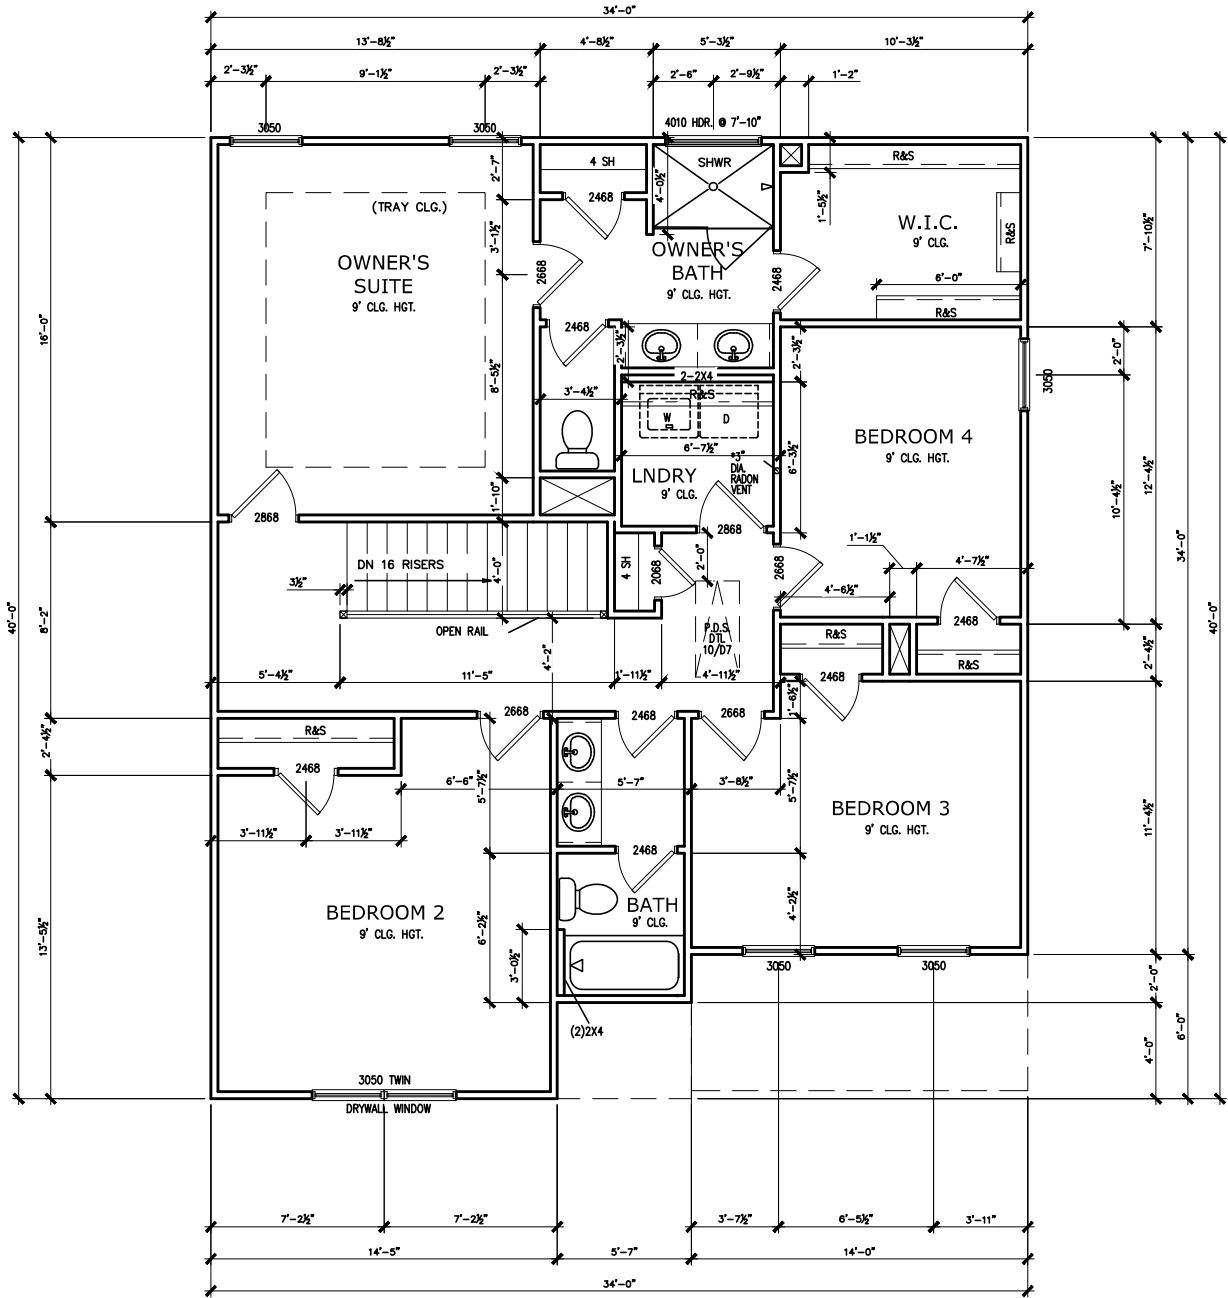 34'-0"
13'-8½" 4'-8½" 5'-3½" 10'-3½"
2'-3½" 9'-1½" 2'-3½" 2'-6" 2'-9½" 1'-2"
3050 3050 4010 HDR. @ 7'-10"
4 SH SHWR R&S
2'-7" 2468 4'-0½" 1'-5½"
(TRAY CLG.)
W.I.C.
9' CLG.
R&S
7'-10½"
3'-1½"
OWNER'S
SUITE
9' CLG. HGT.
OWNER'S
BATH
9' CLG. HGT.
2668 2468
6'-0"
R&S
16'-0"
2468
2'-3½" 2'-3½" 2'-0"
8'-5½"
3'-4½"
2-2X4
R&S
W D
3050
BEDROOM 4
9' CLG. HGT.
6'-7½"
6'-3½"
LNDRY
9' CLG.
*3"
DIA.
RADON
VENT
1'-10"
10'-4½" 12'-4½"
34'-0"
2868 2868
DN 16 RISERS
4'-0"
4 SH 2068 2'-0" 2668
1'-1½" 4'-7½"
3½"
4'-6½"
40'-0" 8'-2" 40'-0"
OPEN RAIL
P.D.S.
DTL
10/D7
2468
R&S R&S
4'-2" 2'-4½"
5'-4½" 11'-5" 1'-11½" 4'-11½" 2468
1'-6½"
2668 2468 2668
R&S
2'-4½"
2468
6'-6" 5'-7½" 5'-7" 3'-8½" 5'-7½"
BEDROOM 3
9' CLG. HGT.
11'-4½"
3'-11½" 3'-11½"
2468
BEDROOM 2
9' CLG. HGT.
BATH
9' CLG.
6'-2½" 4'-2½"
13'-5½"
3'-0½"
3050 3050
2'-0"
(2)2X4
6'-0"
4'-0"
3050 TWIN
DRYWALL WINDOW
7'-2½" 7'-2½" 3'-7½" 6'-5½" 3'-11"
14'-5" 5'-7" 14'-0"
34'-0"